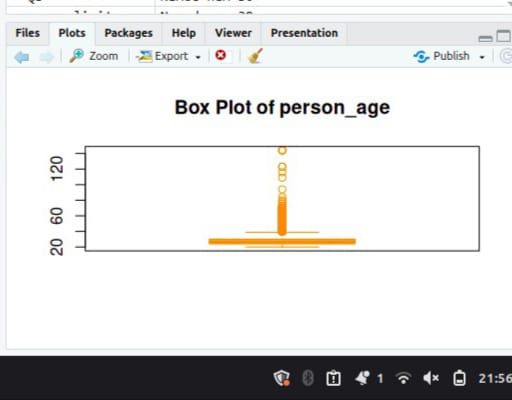 Files Plots Packages Help Viewer Presentation
Zoom Export Publish
Box Plot of person_age
120
60
20
1 21:56